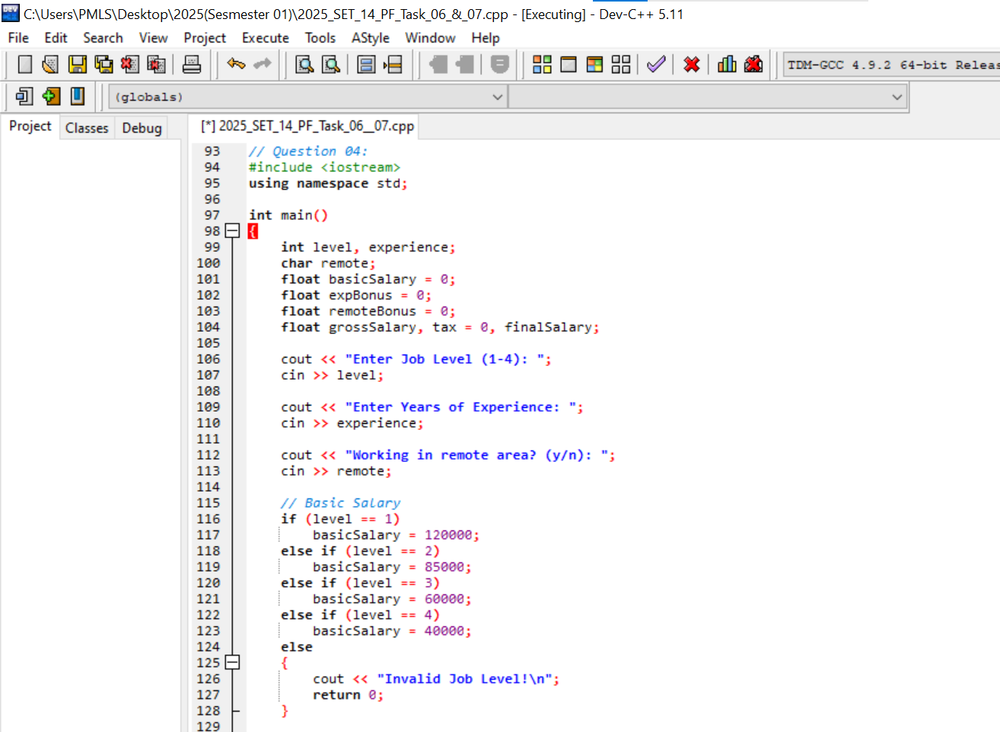 C:\Users\PMLS\Desktop\2025(Sesmester 01)\2025_SET_14_PF_Task_06_&_07.cpp - [Executing] - Dev-C++ 5.11
File Edit Search View Project Execute Tools AStyle Window Help
TDM-GCC 4.9.2 64-bit Releas
(globals)
Project Classes Debug
[*] 2025_SET_14_PF_Task_06__07.cpp
93 // Question 04:
94 #include <iostream>
95 using namespace std;
96
97 int main()
98 {
99 int level, experience;
100 char remote;
101 float basicSalary = 0;
102 float expBonus = 0;
103 float remoteBonus = 0;
104 float grossSalary, tax = 0, finalSalary;
105
106 cout << "Enter Job Level (1-4): ";
107 cin >> level;
108
109 cout << "Enter Years of Experience: ";
110 cin >> experience;
111
112 cout << "Working in remote area? (y/n): ";
113 cin >> remote;
114
115 // Basic Salary
116 if (level == 1)
117 basicSalary = 120000;
118 else if (level == 2)
119 basicSalary = 85000;
120 else if (level == 3)
121 basicSalary = 60000;
122 else if (level == 4)
123 basicSalary = 40000;
124 else
125 {
126 cout << "Invalid Job Level!\n";
127 return 0;
128 }
129